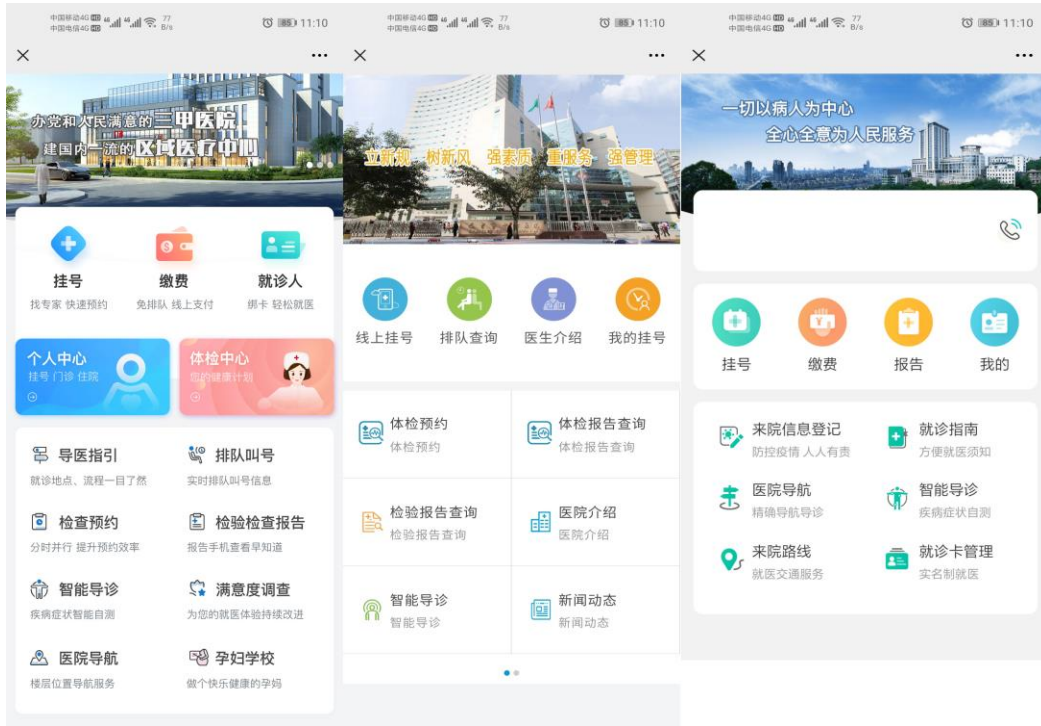 中国移动4G HD 46 46 77 B/s 85 11:10
中国电信4G HD
办党和人民满意的三甲医院
建国内一流的区域医疗中心
挂号
缴费
就诊人
找专家 快速预约
免排队 线上支付
绑卡 轻松就医
个人中心
挂号 门诊 住院
体检中心
您的健康计划
导医指引
就诊地点、流程一目了然
排队叫号
实时排队叫号信息
检查预约
分时并行 提升预约效率
检验检查报告
报告手机查看早知道
智能导诊
疾病症状智能自测
满意度调查
为您的就医体验持续改进
医院导航
楼层位置导航服务
孕妇学校
做个快乐健康的孕妈
中国移动4G HD 46 46 77 B/s 85 11:10
中国电信4G HD
立新规 树新风 强素质 重服务 强管理
线上挂号
排队查询
医生介绍
我的挂号
体检预约
体检预约
体检报告查询
体检报告查询
检验报告查询
检验报告查询
医院介绍
医院介绍
智能导诊
智能导诊
新闻动态
新闻动态
中国移动4G HD 46 46 77 B/s 85 11:10
中国电信4G HD
一切以病人为中心
全心全意为人民服务
挂号
缴费
报告
我的
来院信息登记
防控疫情 人人有责
就诊指南
方便就医须知
医院导航
精确导航导诊
智能导诊
疾病症状自测
来院路线
就医交通服务
就诊卡管理
实名制就医